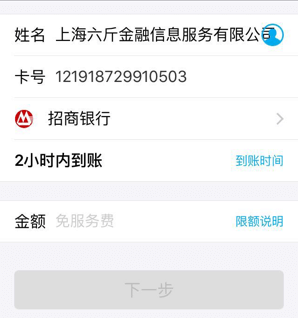 姓名 上海六斤金融信息服务有限公司
卡号 121918729910503
招商银行
2小时内到账 到账时间
金额 免服务费 限额说明
下一步